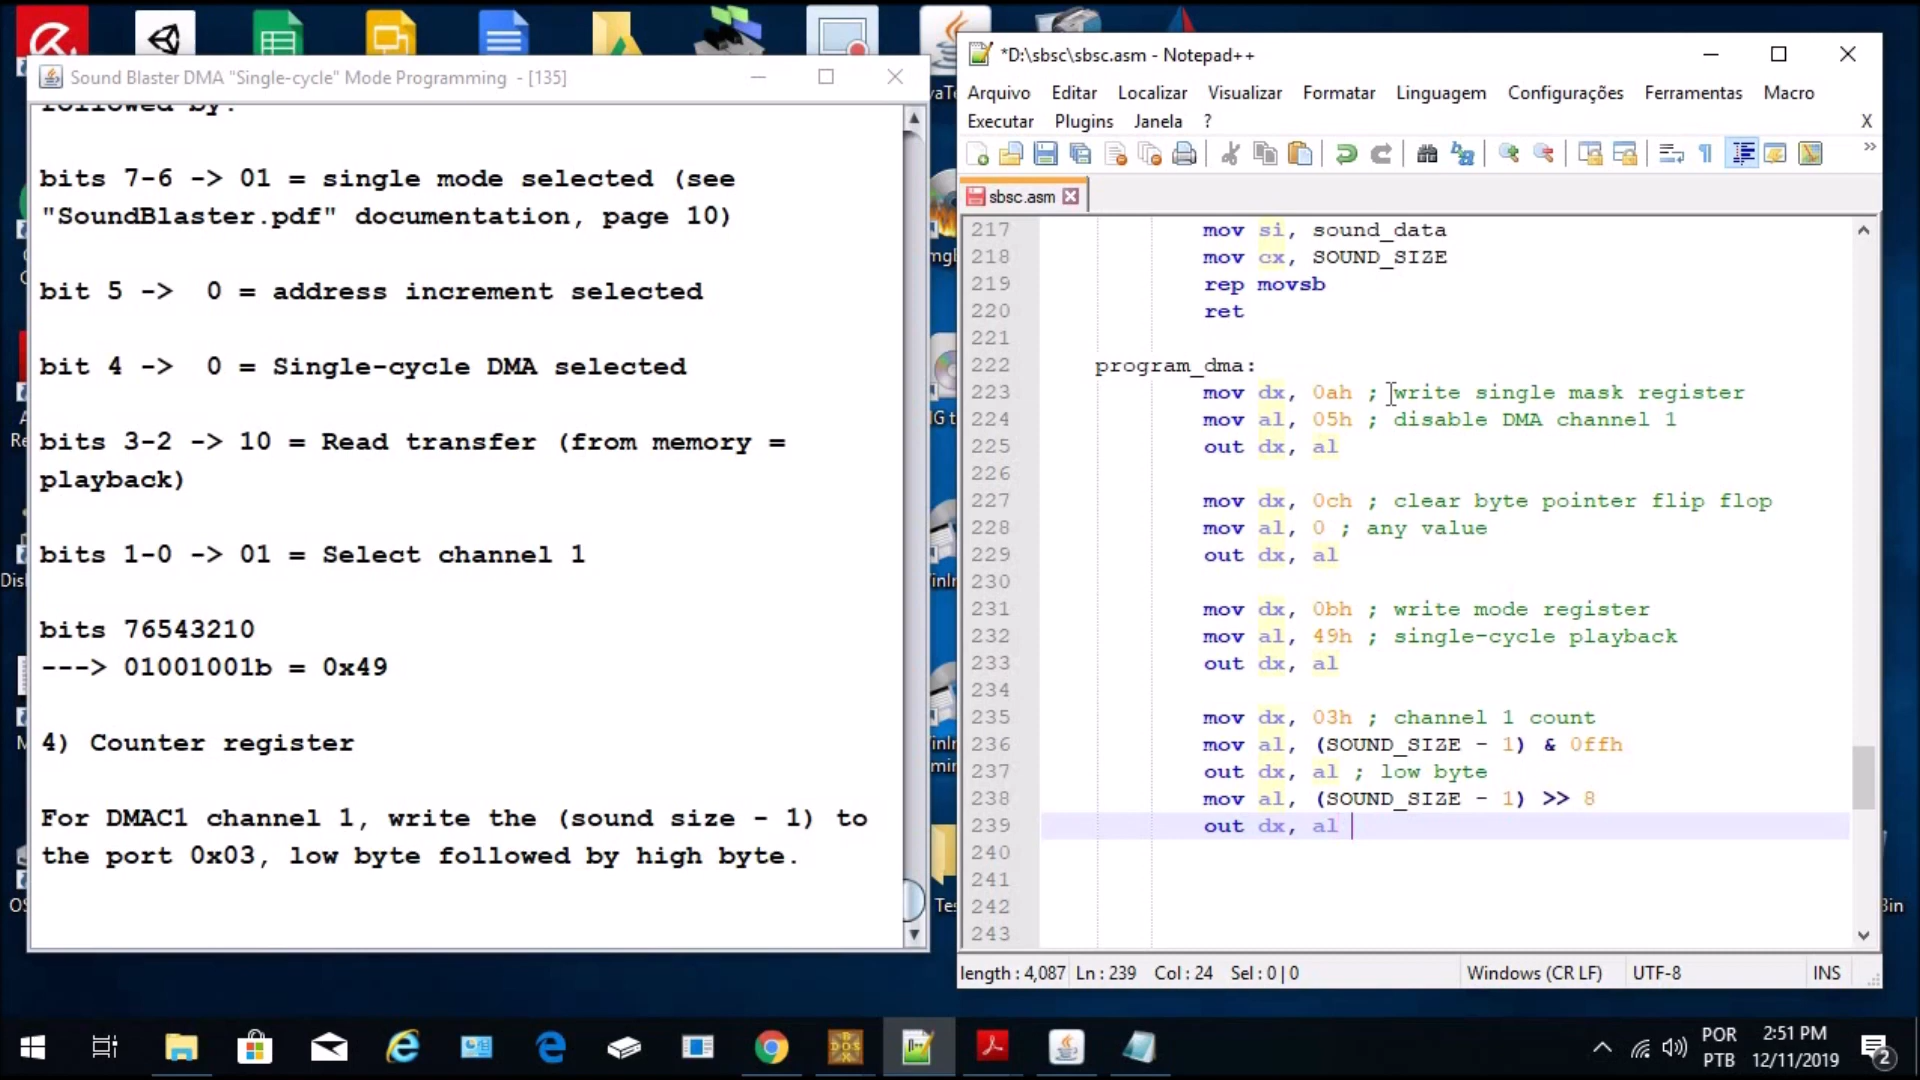 Sound Blaster DMA "Single-cycle" Mode Programming - [135]
followed by:
bits 7-6 -> 01 = single mode selected (see
"SoundBlaster.pdf" documentation, page 10)
bit 5 -> 0 = address increment selected
bit 4 -> 0 = Single-cycle DMA selected
bits 3-2 -> 10 = Read transfer (from memory =
playback)
bits 1-0 -> 01 = Select channel 1
bits 76543210
---> 01001001b = 0x49
4) Counter register
For DMAC1 channel 1, write the (sound size - 1) to
the port 0x03, low byte followed by high byte.
*D:\sbsc\sbsc.asm - Notepad++
Arquivo Editar Localizar Visualizar Formatar Linguagem Configurações Ferramentas Macro
Executar Plugins Janela ? X
sbsc.asm
217 mov si, sound_data
218 mov cx, SOUND_SIZE
219 rep movsb
220 ret
221
222 program_dma:
223 mov dx, 0ah ; write single mask register
224 mov al, 05h ; disable DMA channel 1
225 out dx, al
226
227 mov dx, 0ch ; clear byte pointer flip flop
228 mov al, 0 ; any value
229 out dx, al
230
231 mov dx, 0bh ; write mode register
232 mov al, 49h ; single-cycle playback
233 out dx, al
234
235 mov dx, 03h ; channel 1 count
236 mov al, (SOUND_SIZE - 1) & 0ffh
237 out dx, al ; low byte
238 mov al, (SOUND_SIZE - 1) >> 8
239 out dx, al
240
241
242
243
length : 4,087 Ln : 239 Col : 24 Sel : 0 | 0 Windows (CR LF) UTF-8 INS
POR
PTB
2:51 PM
12/11/2019
2